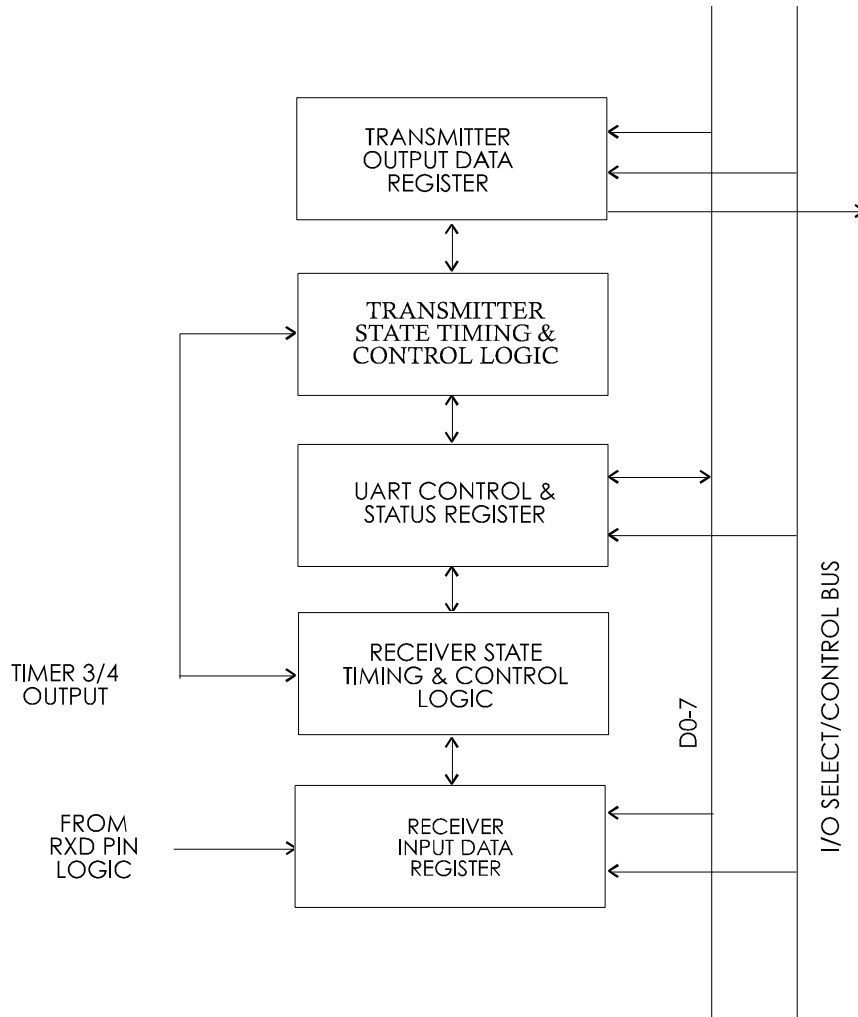 TRANSMITTER
OUTPUT DATA
REGISTER
TRANSMITTER
STATE TIMING &
CONTROL LOGIC
UART CONTROL &
STATUS REGISTER
RECEIVER STATE
TIMING & CONTROL
LOGIC
TIMER 3/4
OUTPUT
D0-7
I/O SELECT/CONTROL BUS
FROM
RXD PIN
LOGIC
RECEIVER
INPUT DATA
REGISTER